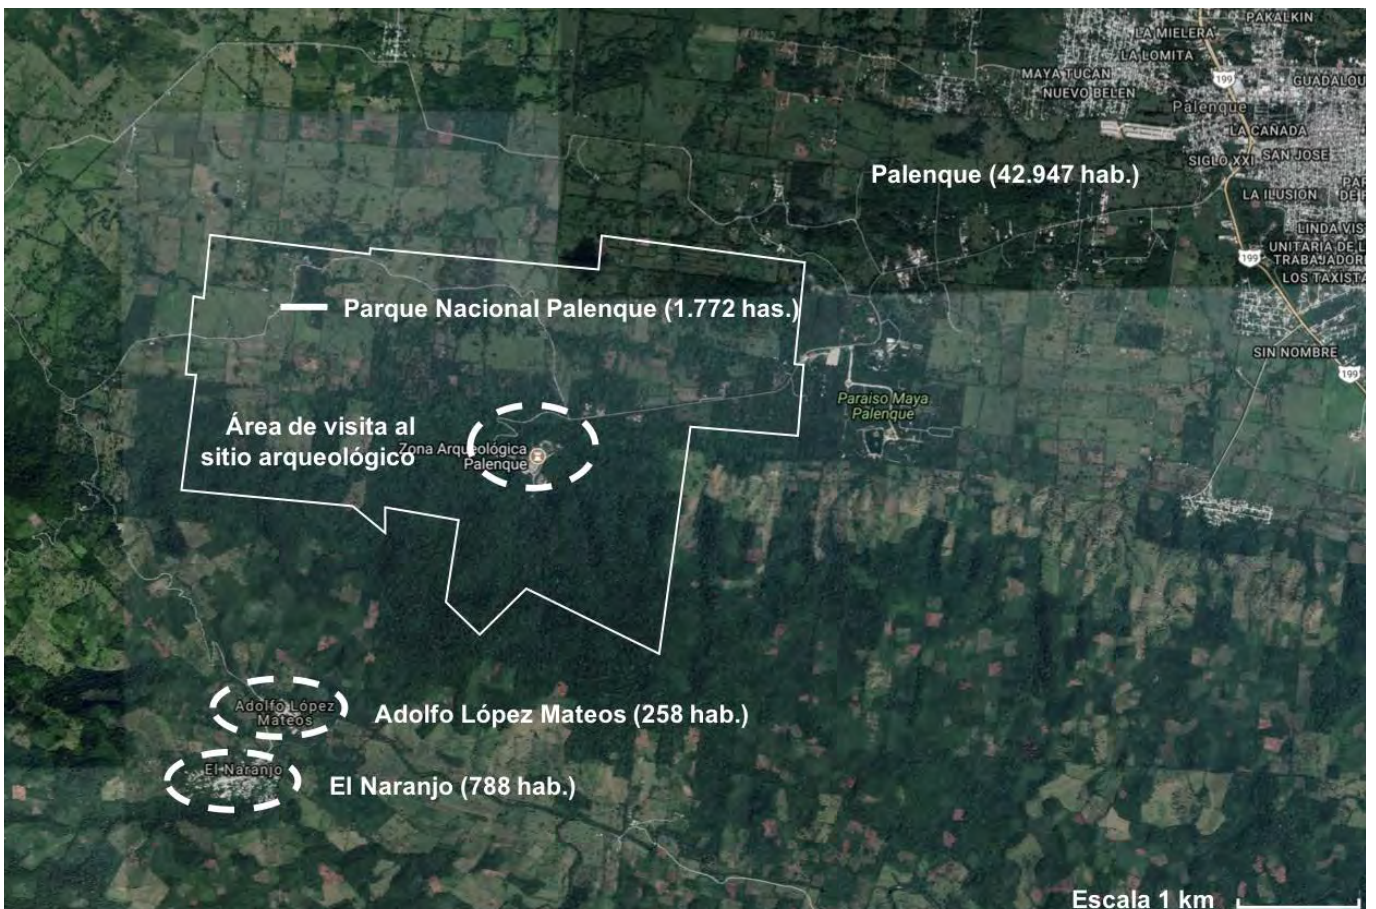 PAKALKIN
LA MIELERA
LA LOMITA
199
GUADALOU
MAYA TUCAN
NUEVO BELEN
Palenque
LA CAÑADA
SIGLO XXI
SAN JOSE
Palenque (42.947 hab.)
LA ILUSION
LINDA VIS
199
UNITARIA DE L
TRABAJADOR
LOS TAXISTA
Parque Nacional Palenque (1.772 has.)
SIN NOMBRE
199
Paraiso Maya
Palenque
Área de visita al
sitio arqueológico
Zona Arqueológica
Palenque
Adolfo López
Mateos
Adolfo López Mateos (258 hab.)
El Naranjo
El Naranjo (788 hab.)
Escala 1 km